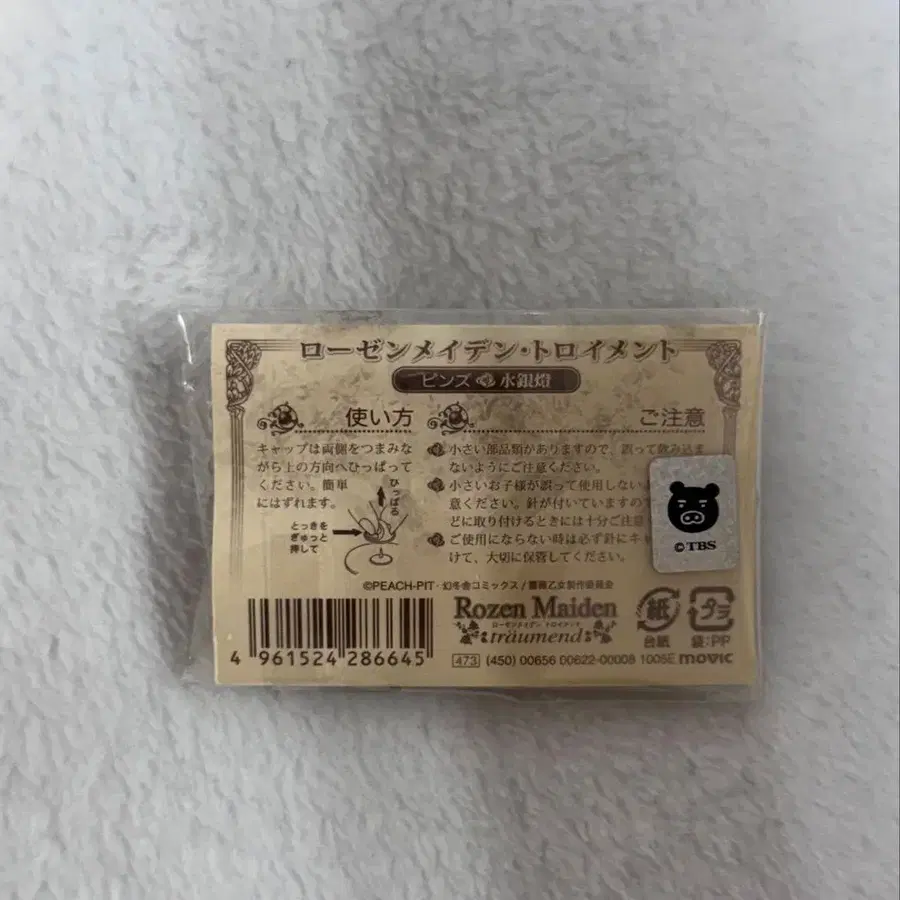 ローゼンメイデン・トロイメント
ピンズ 水銀燈
使い方
キャップは両側をつまみな
がら上の方向へひっぱって
ください。簡単
にはずれます。
ひっぱる
とっきを
ぎゅっと
押して
ご注意
小さい部品類がありますので、誤って飲み込ま
ないようにご注意ください。
小さいお子様が誤って使用しない
意ください。針が付いていますので
どに取り付けるときには十分ご注意
ご使用にならない時は必ず針にキャ
けて、大切に保管してください。
©TBS
©PEACH-PIT・幻冬舎コミックス/薔薇乙女製作委員会
4 961524 286645
Rozen Maiden
ローゼンメイデン トロイメント
träumend
紙
台紙
プラ
袋:PP
473 (450) 00656 00622-00008 1005E movic